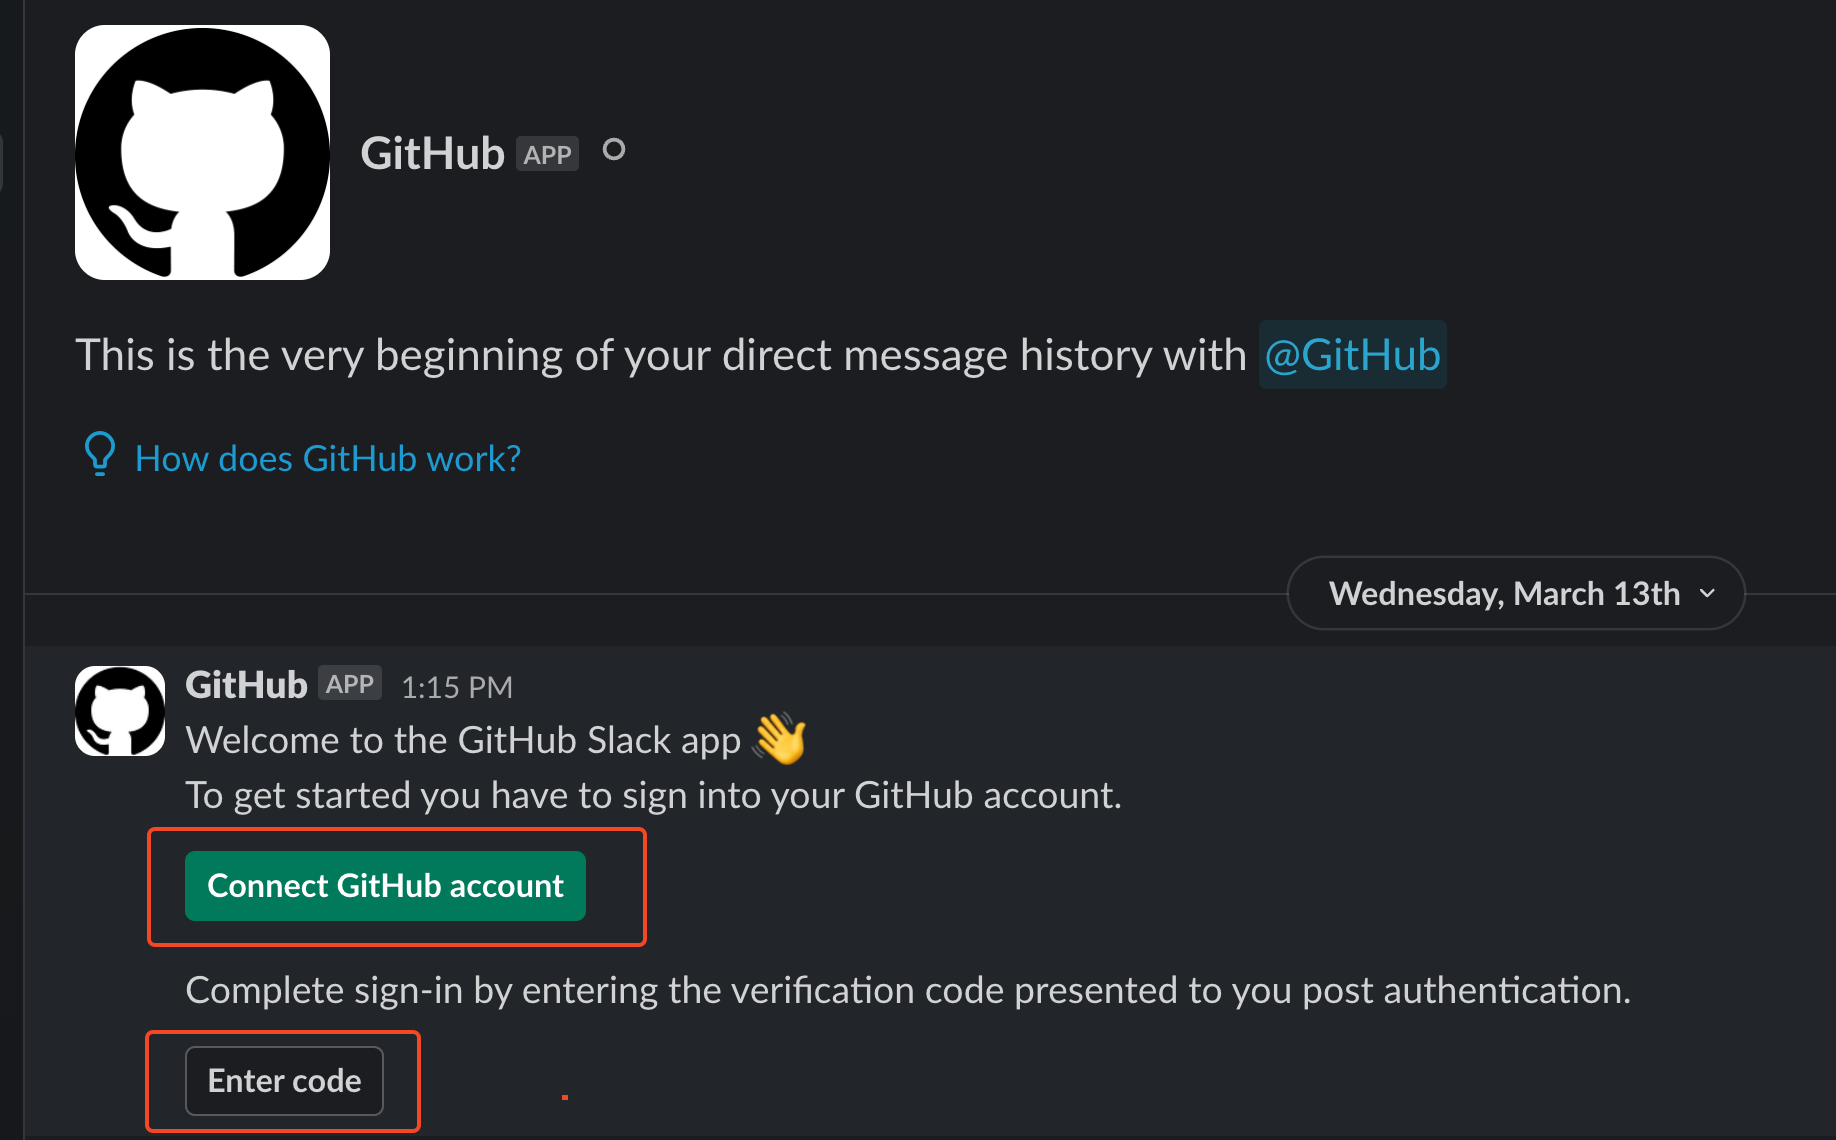 GitHub APP
This is the very beginning of your direct message history with @GitHub
How does GitHub work?
Wednesday, March 13th
GitHub APP 1:15 PM
Welcome to the GitHub Slack app 👋
To get started you have to sign into your GitHub account.
Connect GitHub account
Complete sign-in by entering the verification code presented to you post authentication.
Enter code